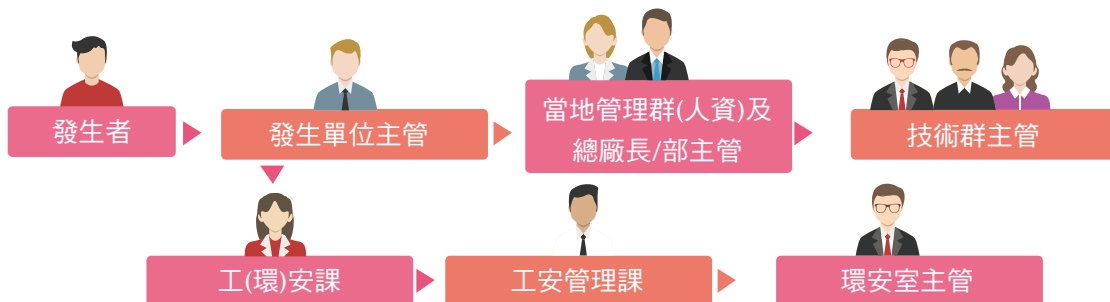 發生者
發生單位主管
當地管理群(人資)及
總廠長/部主管
技術群主管
工(環)安課
工安管理課
環安室主管